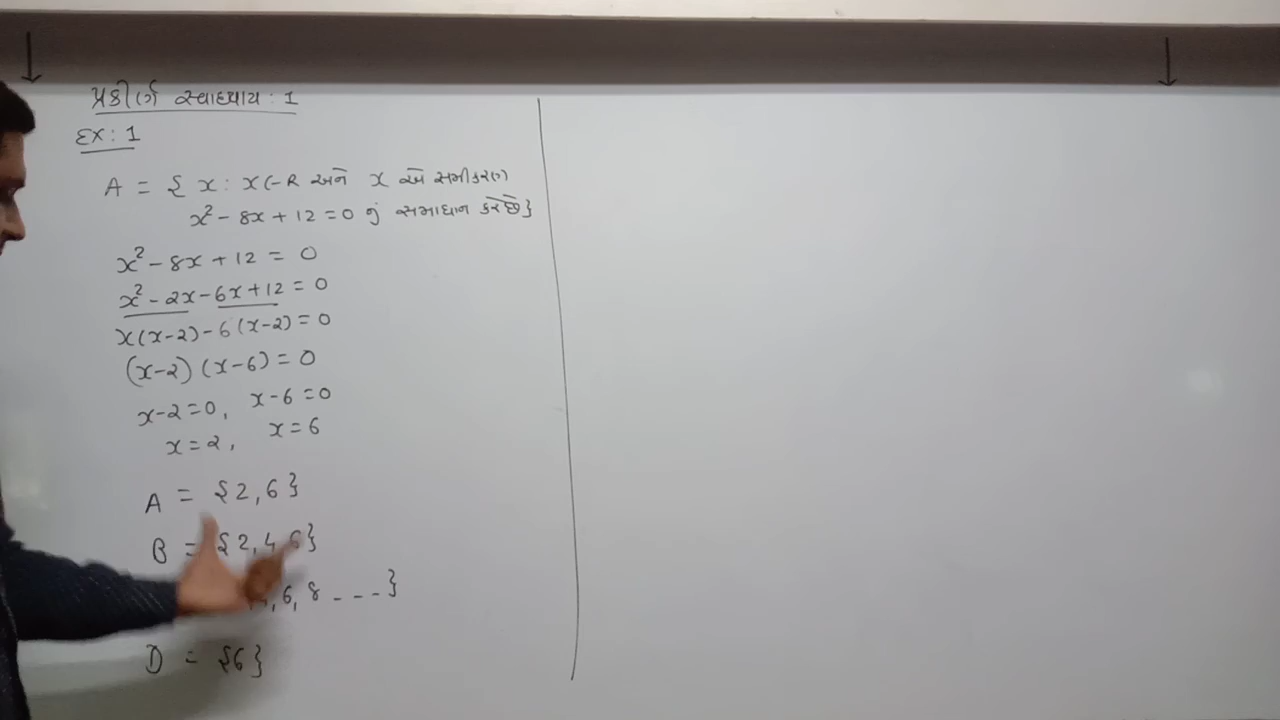 પ્રકીર્ણ સ્વાધ્યાય : 1
Ex : 1
A = { x : x ∈ R અને x એ સમીકરણ
x² - 8x + 12 = 0 નું સમાધાન કરે છે }
x² - 8x + 12 = 0
x² - 2x - 6x + 12 = 0
x(x-2) - 6(x-2) = 0
(x-2) (x-6) = 0
x-2 = 0, x-6 = 0
x = 2, x = 6
A = {2, 6}
B = {2, 4, 6}
, 6, 8 - - - }
D = {6}